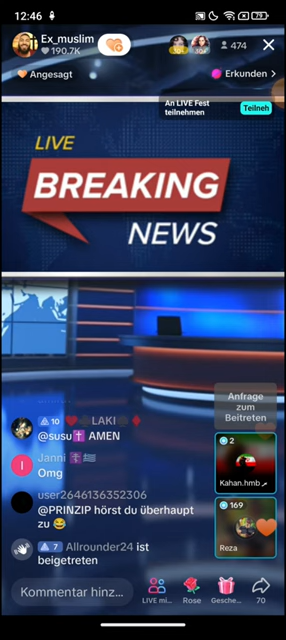 12:46
79
Ex_muslim
190.7K
474
Angesagt
Erkunden
An LIVE Fest
teilnehmen
Teilneh
LIVE
BREAKING
NEWS
Anfrage
zum
Beitreten
10 LAKI
@susu✝️ AMEN
Janni ☦️🇬🇷
Omg
user2646136352306
@PRINZIP hörst du überhaupt
zu 😂
7 Allrounder24 ist
beigetreten
2
Kahan.hmb
169
Reza
Kommentar hinz...
LIVE mi...
Rose
Gesche...
70